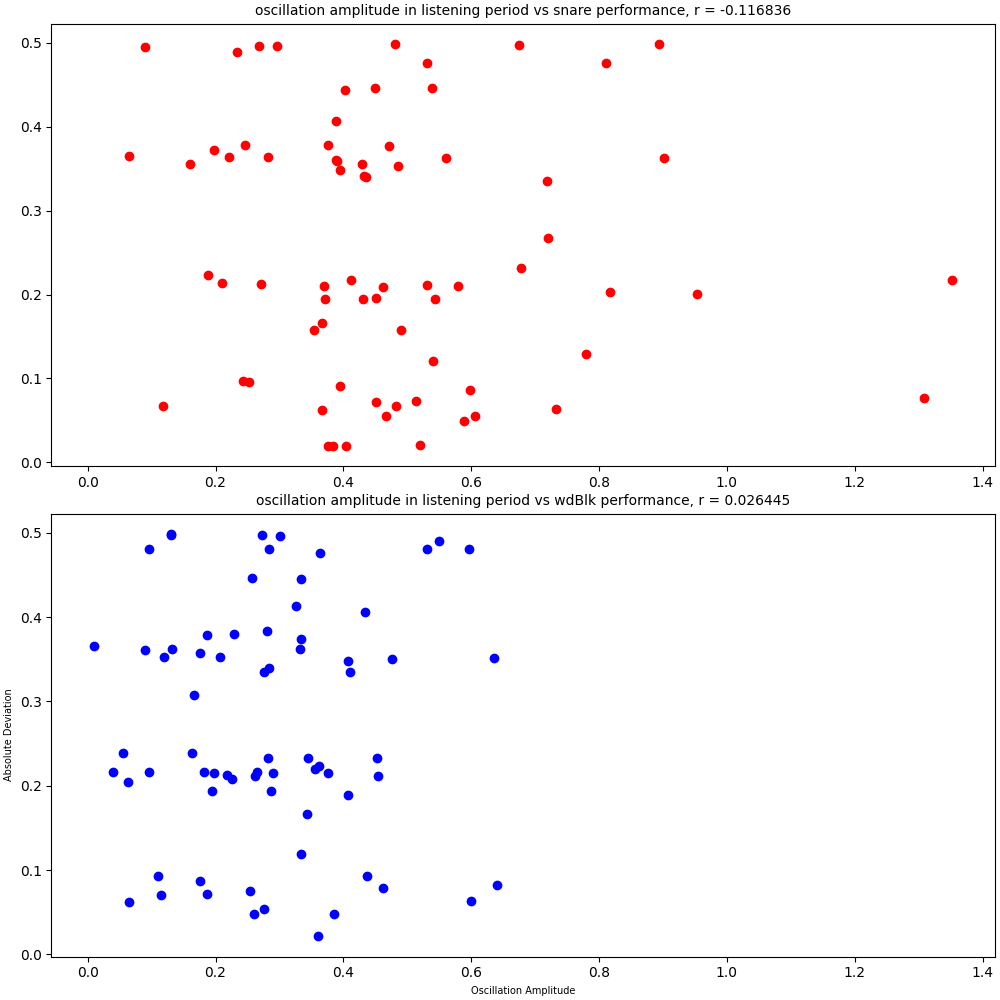 oscillation amplitude in listening period vs snare performance, r = -0.116836
0.5
0.4
0.3
0.2
0.1
0.0
0.0 0.2 0.4 0.6 0.8 1.0 1.2 1.4
oscillation amplitude in listening period vs wdBlk performance, r = 0.026445
0.5
0.4
0.3
0.2
0.1
0.0
Absolute Deviation
0.0 0.2 0.4 0.6 0.8 1.0 1.2 1.4
Oscillation Amplitude